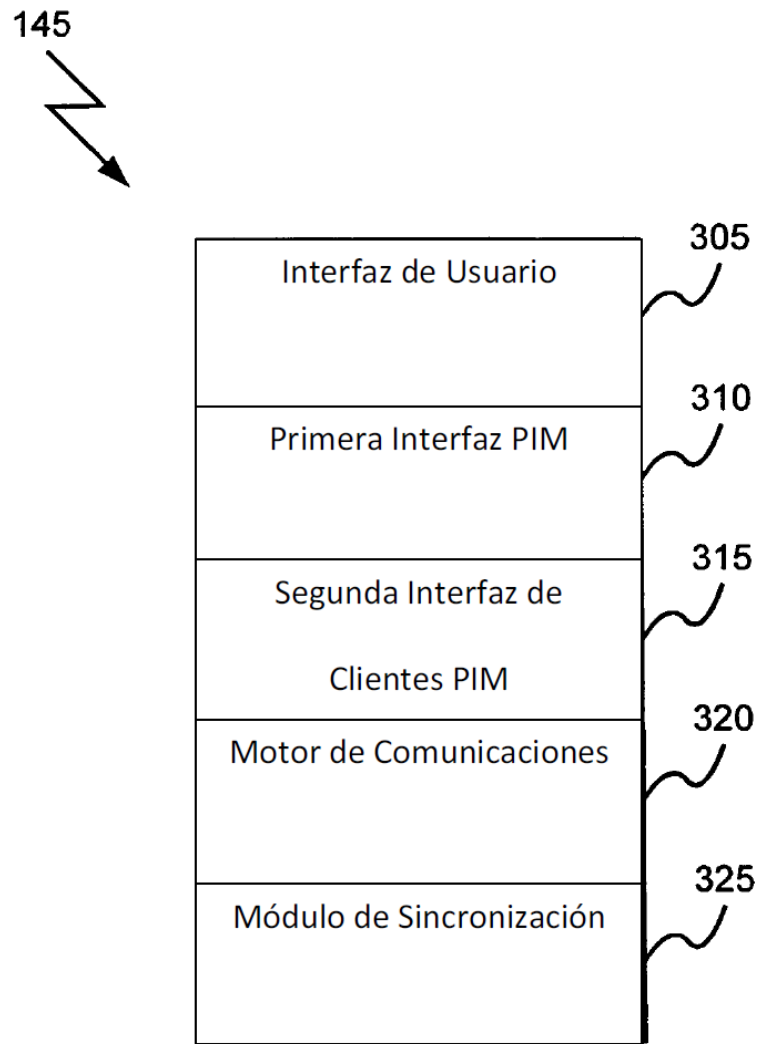 145
305
Interfaz de Usuario
310
Primera Interfaz PIM
315
Segunda Interfaz de
Clientes PIM
320
Motor de Comunicaciones
325
Módulo de Sincronización